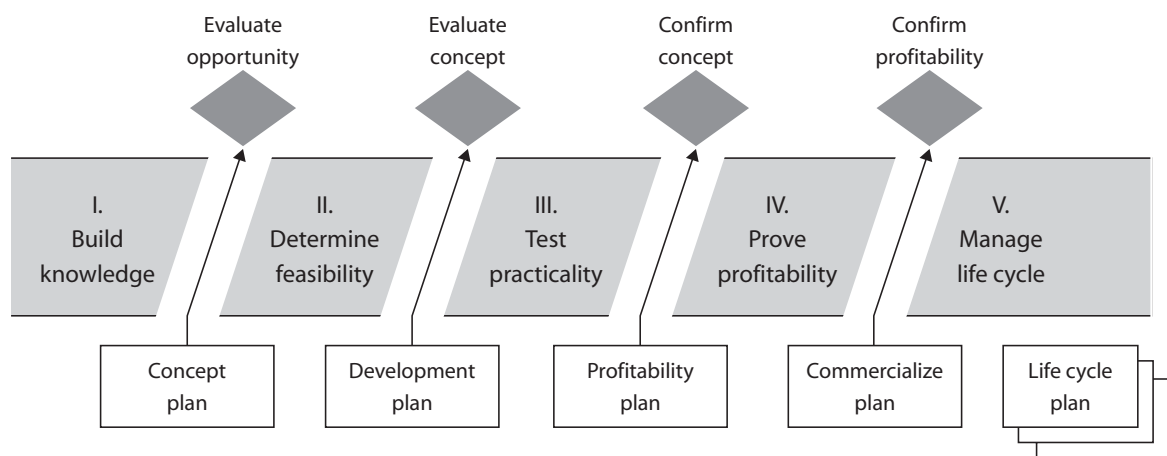 Evaluate
opportunity
Evaluate
concept
Confirm
concept
Confirm
profitability
I.
Build
knowledge
II.
Determine
feasibility
III.
Test
practicality
IV.
Prove
profitability
V.
Manage
life cycle
Concept
plan
Development
plan
Profitability
plan
Commercialize
plan
Life cycle
plan